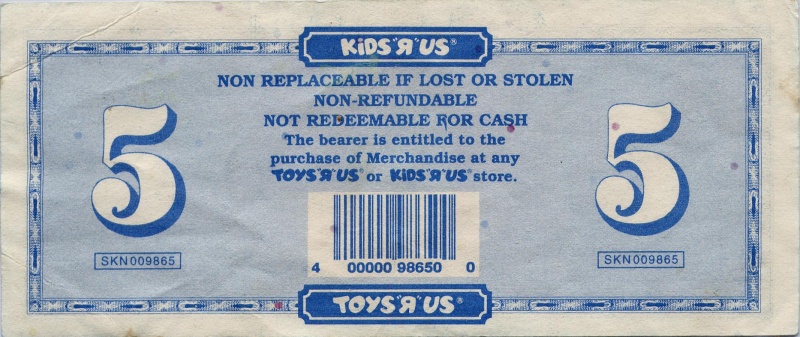 KiDS"R"US®
NON REPLACEABLE IF LOST OR STOLEN
NON-REFUNDABLE
NOT REDEEMABLE FOR CASH
The bearer is entitled to the
purchase of Merchandise at any
TOYS"R"US® or KiDS"R"US® store.
5
5
SKN009865
SKN009865
4 00000 98650 0
TOYS"R"US®